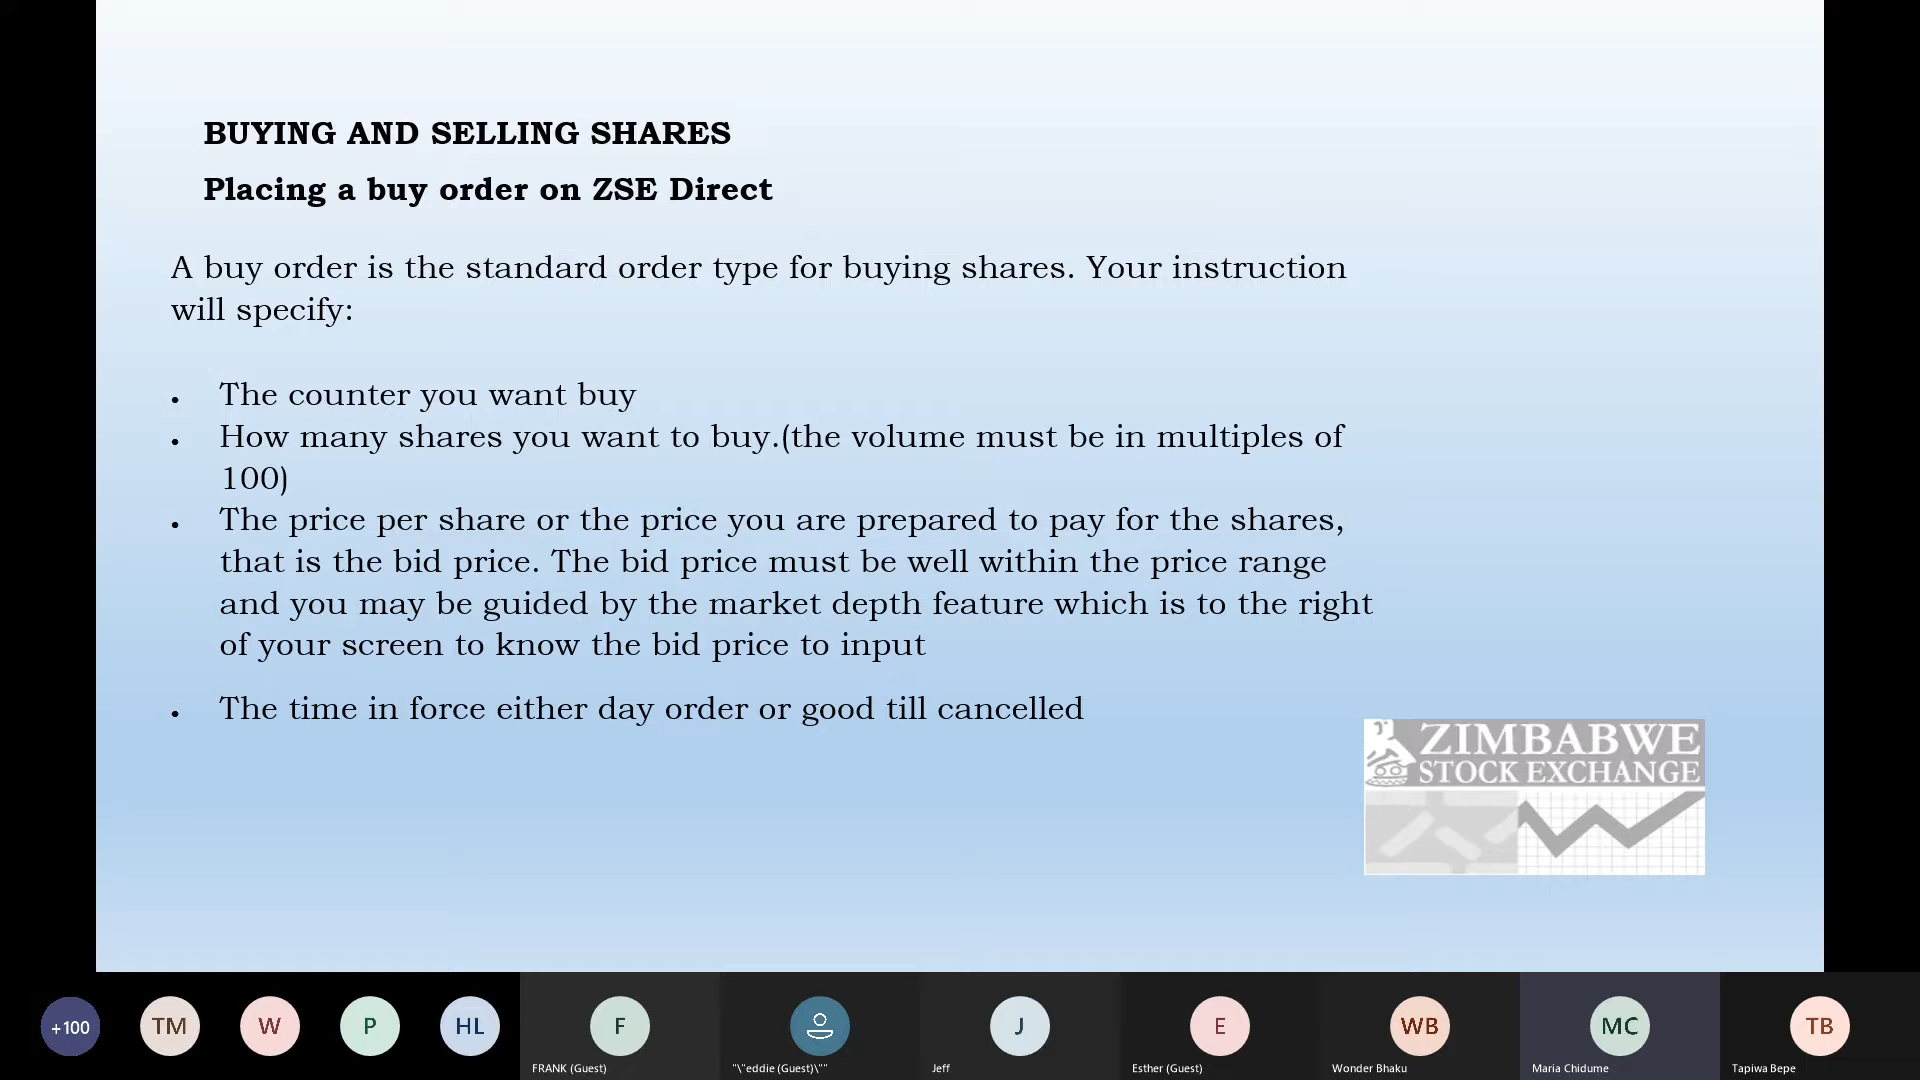 BUYING AND SELLING SHARES
Placing a buy order on ZSE Direct
A buy order is the standard order type for buying shares. Your instruction
will specify:
• The counter you want buy
• How many shares you want to buy.(the volume must be in multiples of
100)
• The price per share or the price you are prepared to pay for the shares,
that is the bid price. The bid price must be well within the price range
and you may be guided by the market depth feature which is to the right
of your screen to know the bid price to input
• The time in force either day order or good till cancelled
ZIMBABWE
STOCK EXCHANGE
+100 TM W P HL F J E WB MC TB
FRANK (Guest) "\"eddie (Guest)\"" Jeff Esther (Guest) Wonder Bhaku Maria Chidume Tapiwa Bepe